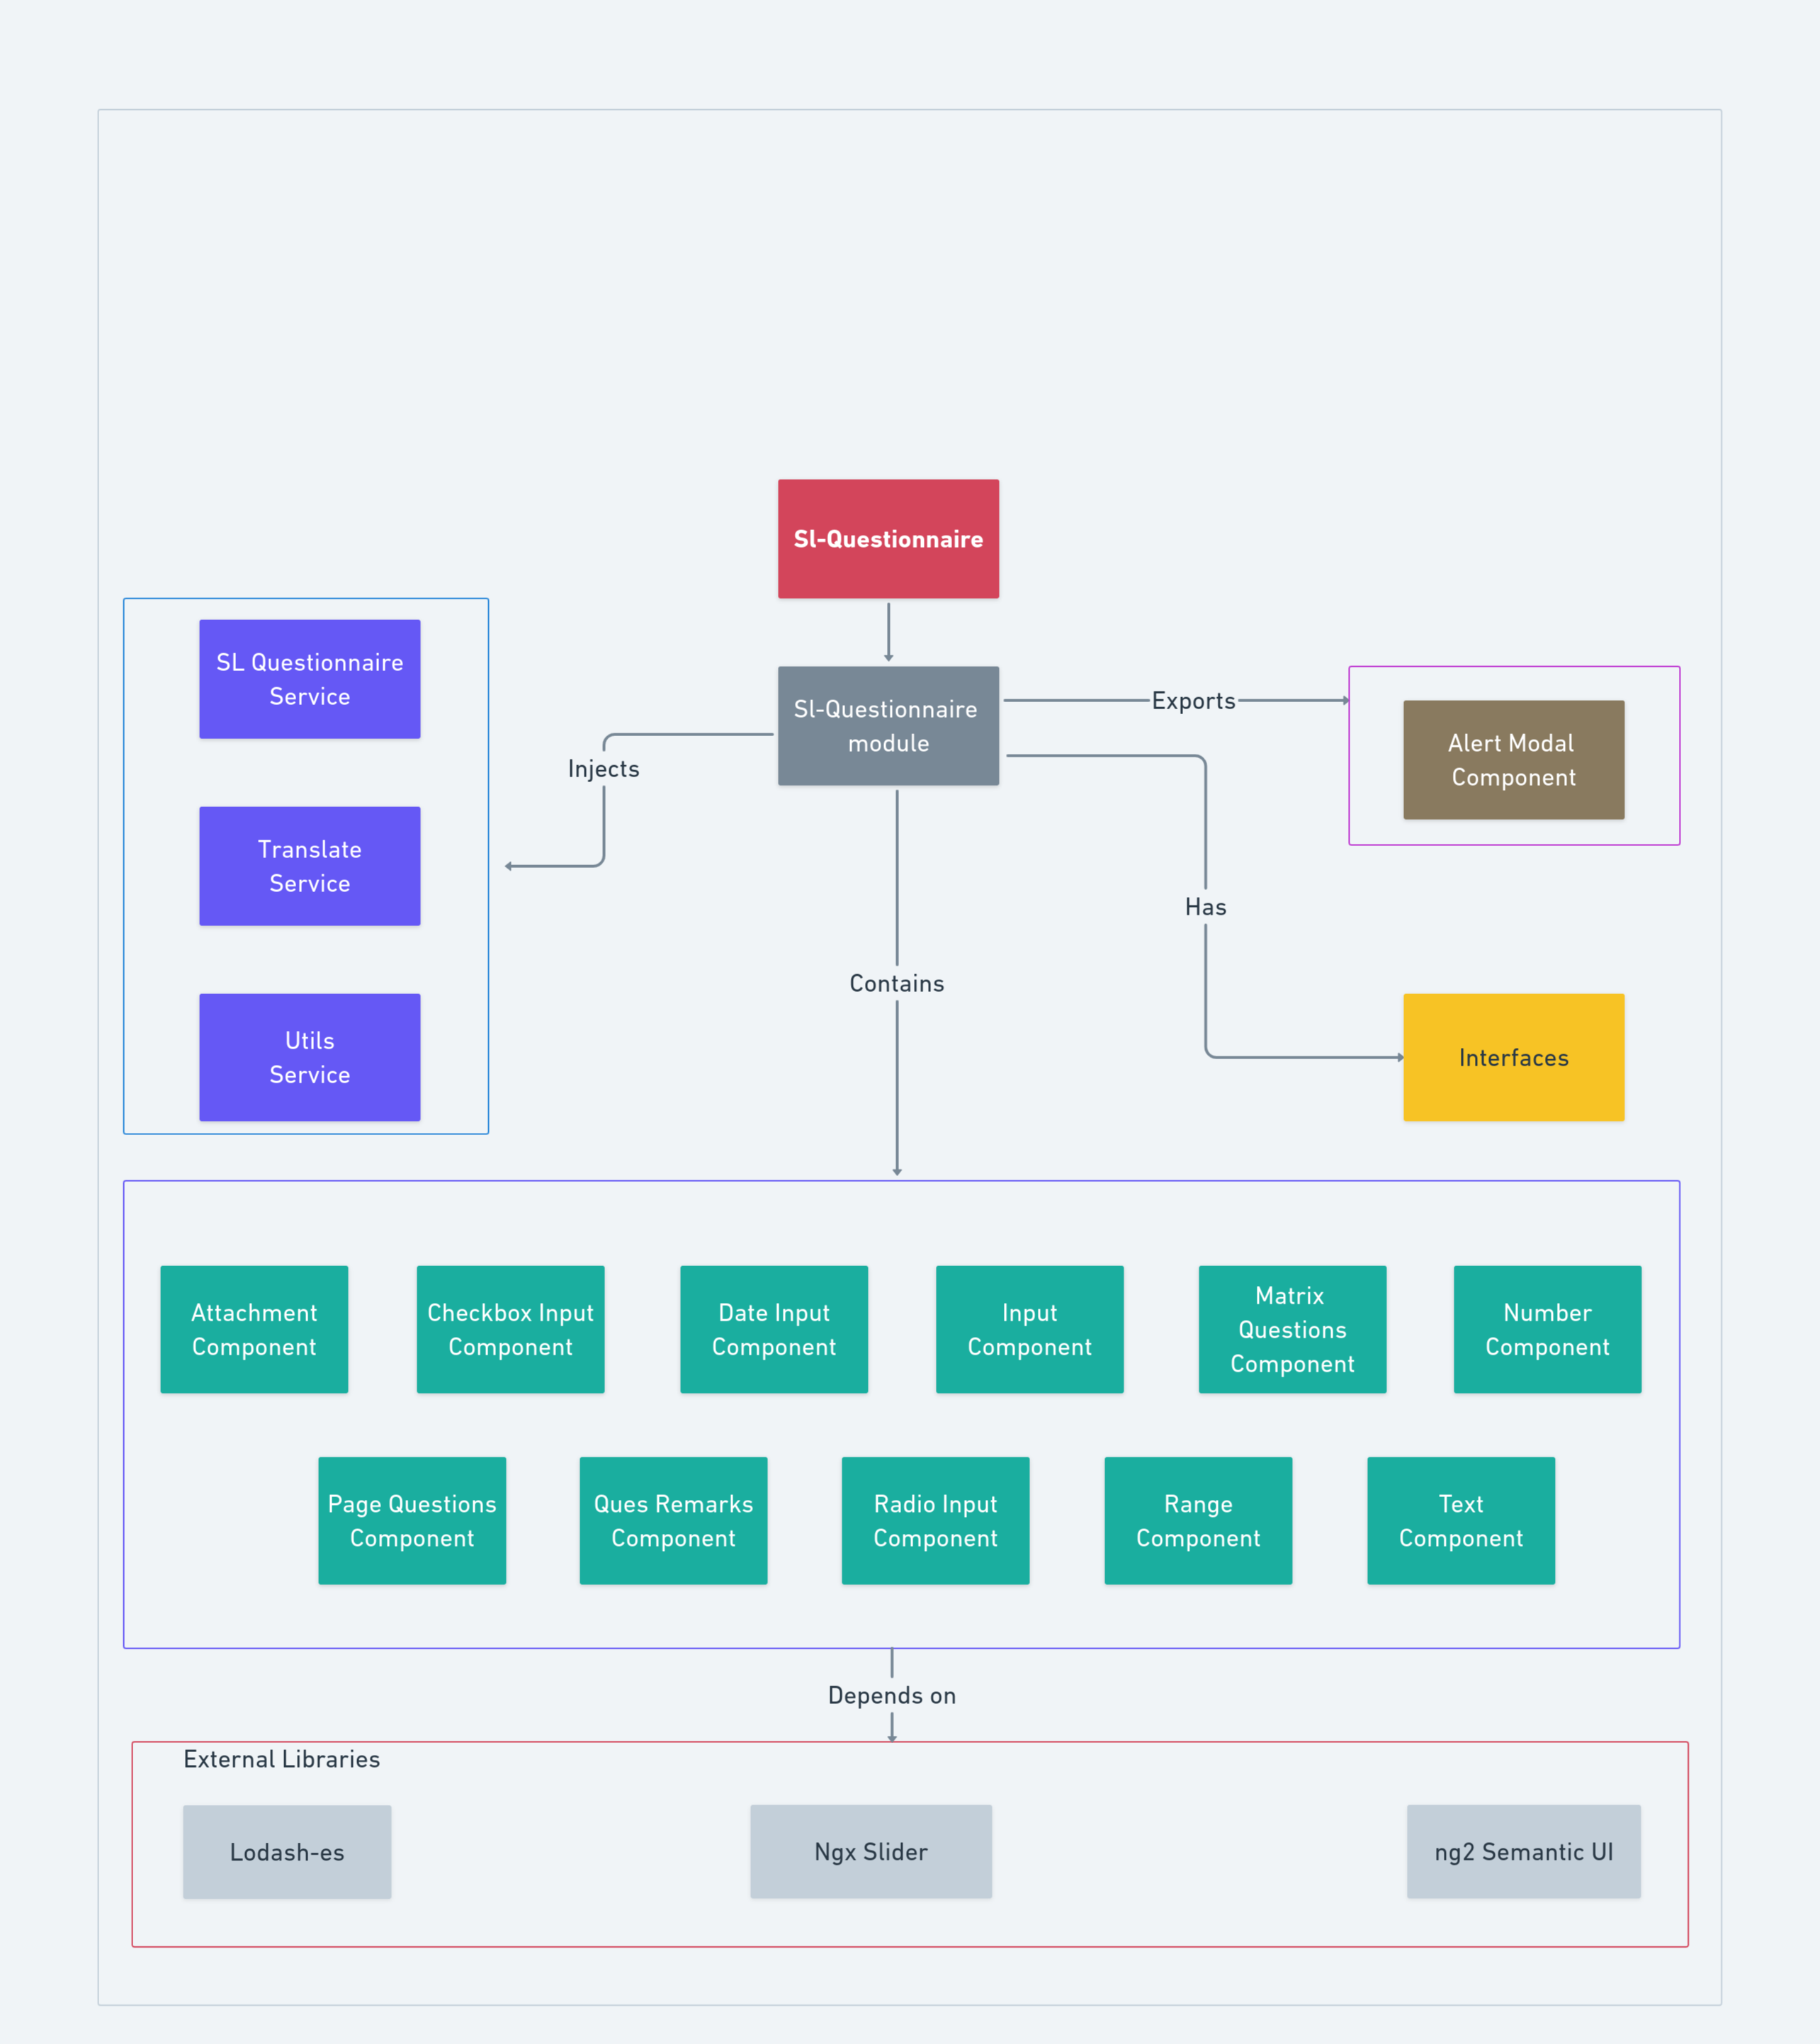 Sl-Questionnaire
SL Questionnaire
Service
Sl-Questionnaire
module
Exports
Alert Modal
Component
Injects
Translate
Service
Has
Contains
Utils
Service
Interfaces
Attachment
Component
Checkbox Input
Component
Date Input
Component
Input
Component
Matrix
Questions
Component
Number
Component
Page Questions
Component
Ques Remarks
Component
Radio Input
Component
Range
Component
Text
Component
Depends on
External Libraries
Lodash-es
Ngx Slider
ng2 Semantic UI